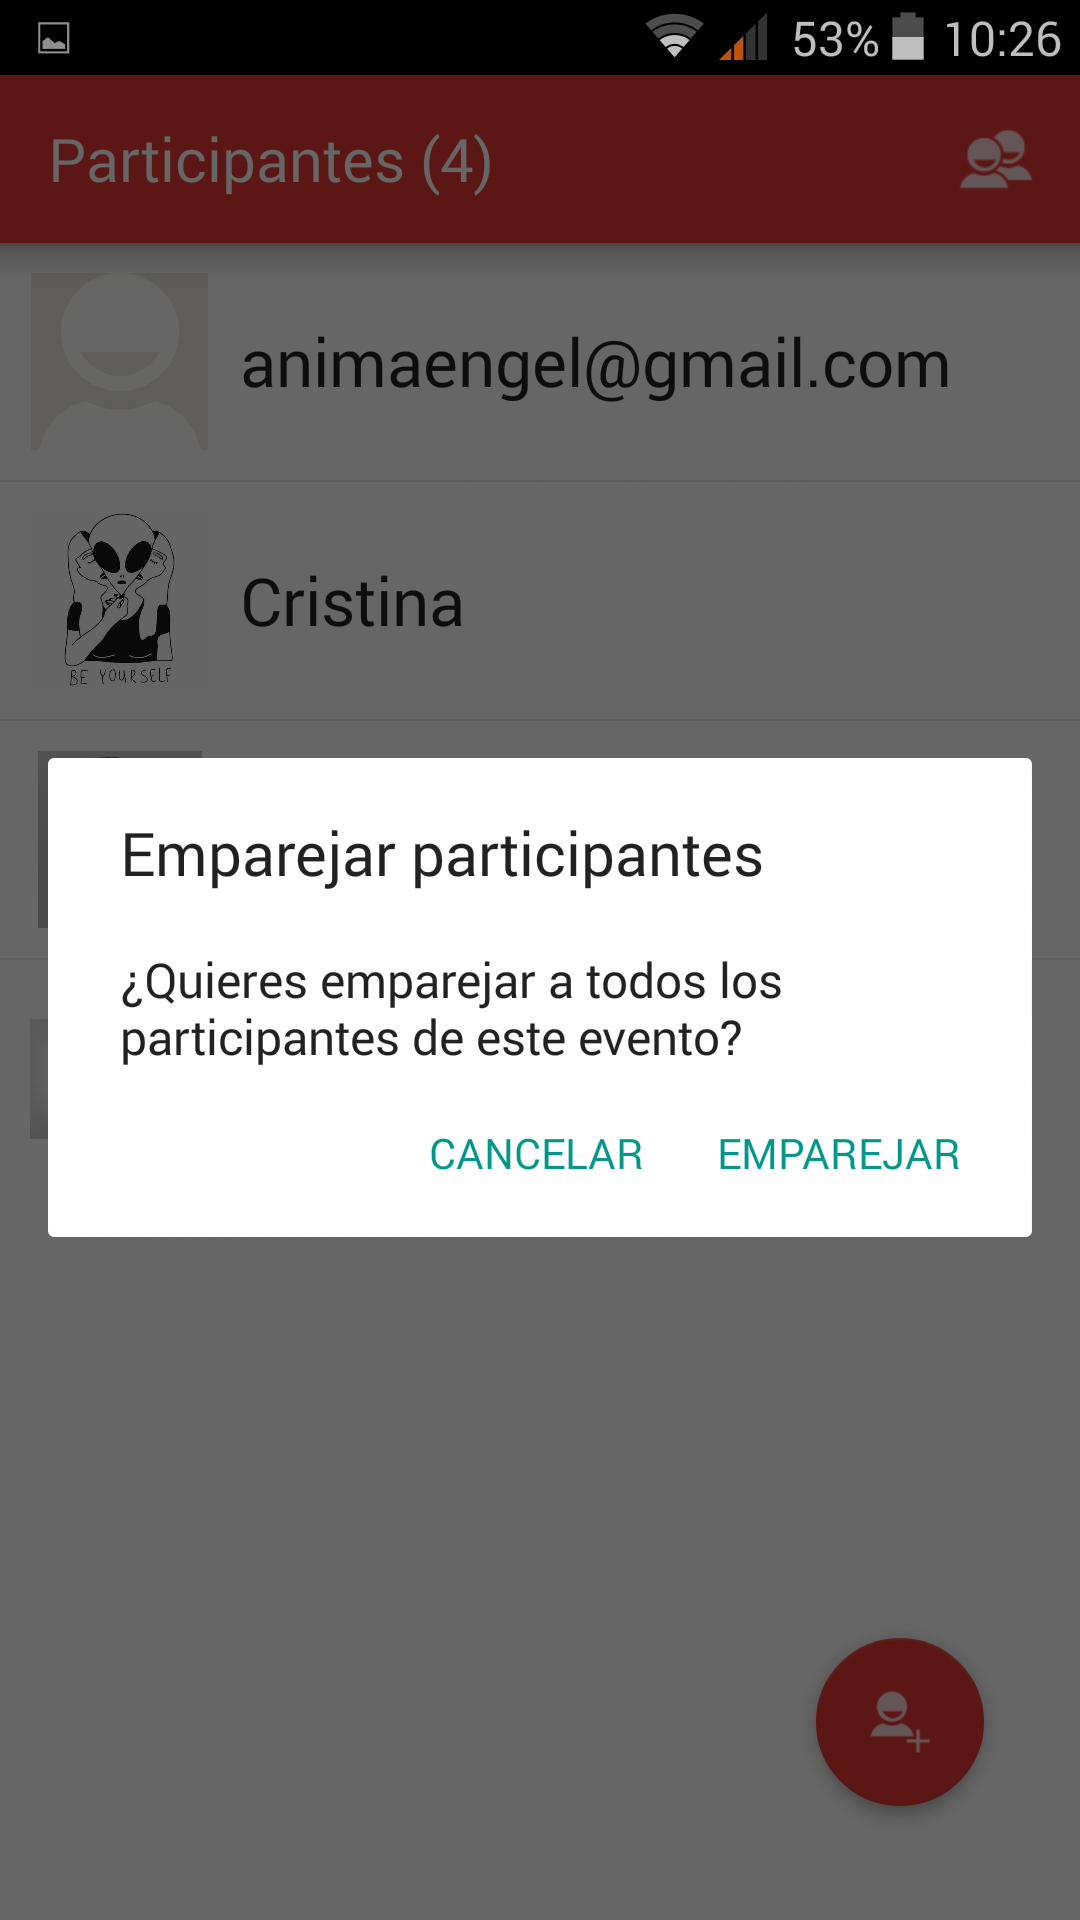 53% 10:26
Participantes (4)
animaengel@gmail.com
Cristina
BE YOURSELF
Emparejar participantes
¿Quieres emparejar a todos los
participantes de este evento?
CANCELAR EMPAREJAR